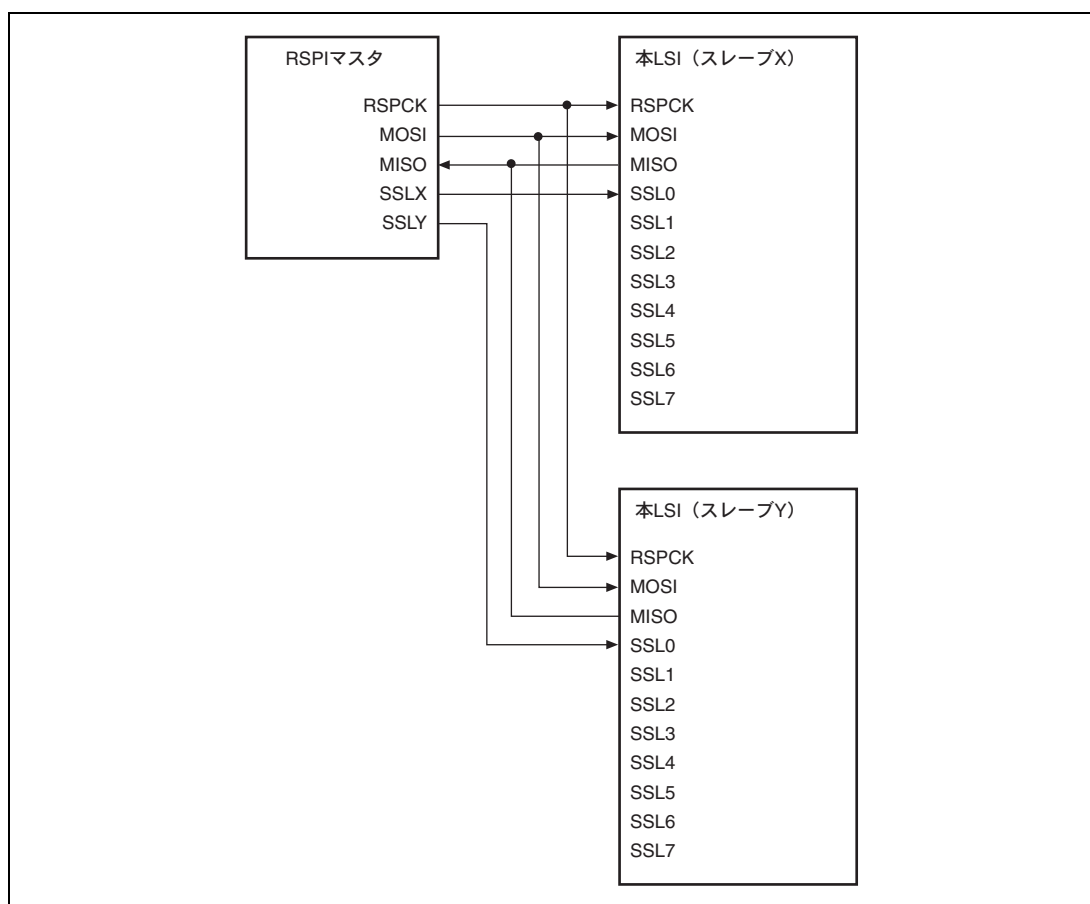 RSPIマスタ
RSPCK
MOSI
MISO
SSLX
SSLY
本LSI（スレーブX）
RSPCK
MOSI
MISO
SSL0
SSL1
SSL2
SSL3
SSL4
SSL5
SSL6
SSL7
本LSI（スレーブY）
RSPCK
MOSI
MISO
SSL0
SSL1
SSL2
SSL3
SSL4
SSL5
SSL6
SSL7